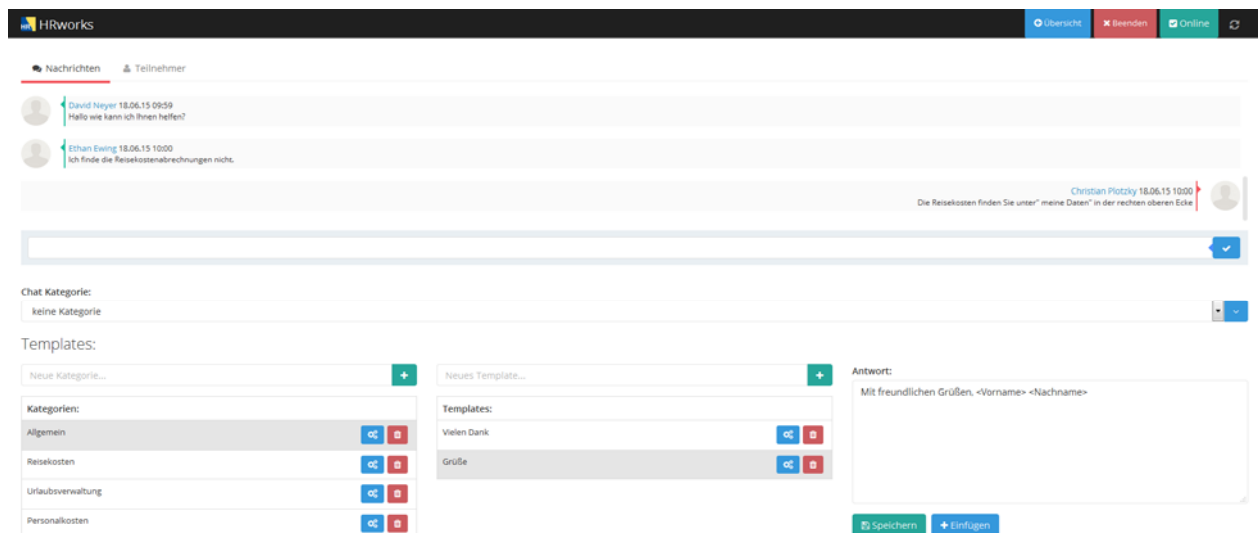 HR HRworks
Übersicht
Beenden
Online
Nachrichten
Teilnehmer
David Neyer 18.06.15 09:59
Hallo wie kann ich Ihnen helfen?
Ethan Ewing 18.06.15 10:00
Ich finde die Reisekostenabrechnungen nicht.
Christian Plotzky 18.06.15 10:00
Die Reisekosten finden Sie unter" meine Daten" in der rechten oberen Ecke
Chat Kategorie:
keine Kategorie
Templates:
Neue Kategorie...
Kategorien:
Allgemein
Reisekosten
Urlaubsverwaltung
Personalkosten
Neues Template...
Templates:
Vielen Dank
Grüße
Antwort:
Mit freundlichen Grüßen, <Vorname> <Nachname>
Speichern
Einfügen